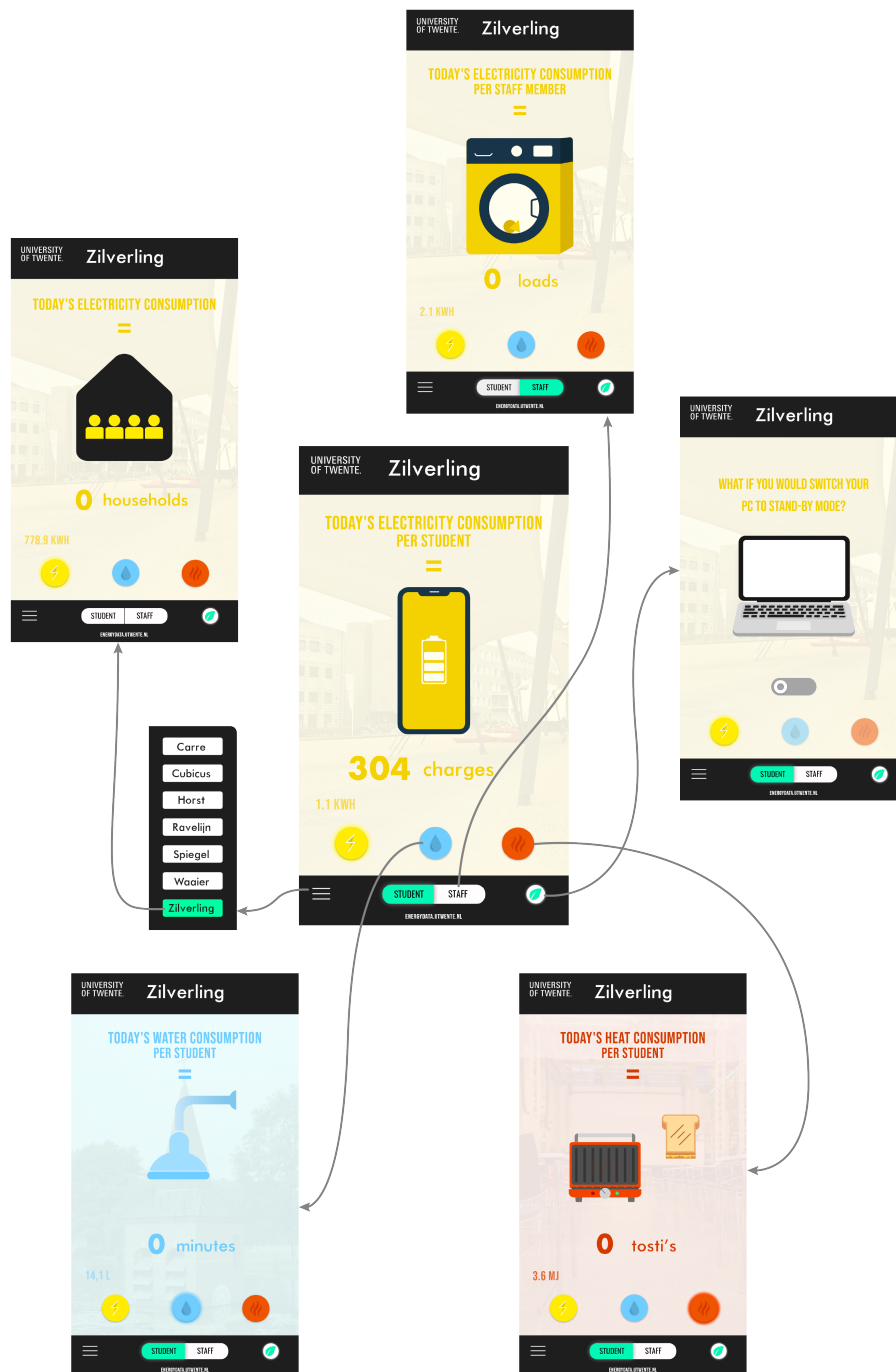 UNIVERSITY
OF TWENTE.
Zilverling
TODAY'S ELECTRICITY CONSUMPTION
PER STAFF MEMBER
=
0 loads
2.1 KWH
STUDENT STAFF
ENERGYDATA.UTWENTE.NL
UNIVERSITY
OF TWENTE.
Zilverling
TODAY'S ELECTRICITY CONSUMPTION
=
0 households
778.9 KWH
STUDENT STAFF
ENERGYDATA.UTWENTE.NL
UNIVERSITY
OF TWENTE.
Zilverling
WHAT IF YOU WOULD SWITCH YOUR
PC TO STAND-BY MODE?
STUDENT STAFF
ENERGYDATA.UTWENTE.NL
UNIVERSITY
OF TWENTE.
Zilverling
TODAY'S ELECTRICITY CONSUMPTION
PER STUDENT
=
304 charges
1.1 KWH
STUDENT STAFF
ENERGYDATA.UTWENTE.NL
Carre
Cubicus
Horst
Ravelijn
Spiegel
Waaier
Zilverling
UNIVERSITY
OF TWENTE.
Zilverling
TODAY'S WATER CONSUMPTION
PER STUDENT
=
0 minutes
14,1 L
STUDENT STAFF
ENERGYDATA.UTWENTE.NL
UNIVERSITY
OF TWENTE.
Zilverling
TODAY'S HEAT CONSUMPTION
PER STUDENT
=
0 tosti's
3.6 MJ
STUDENT STAFF
ENERGYDATA.UTWENTE.NL